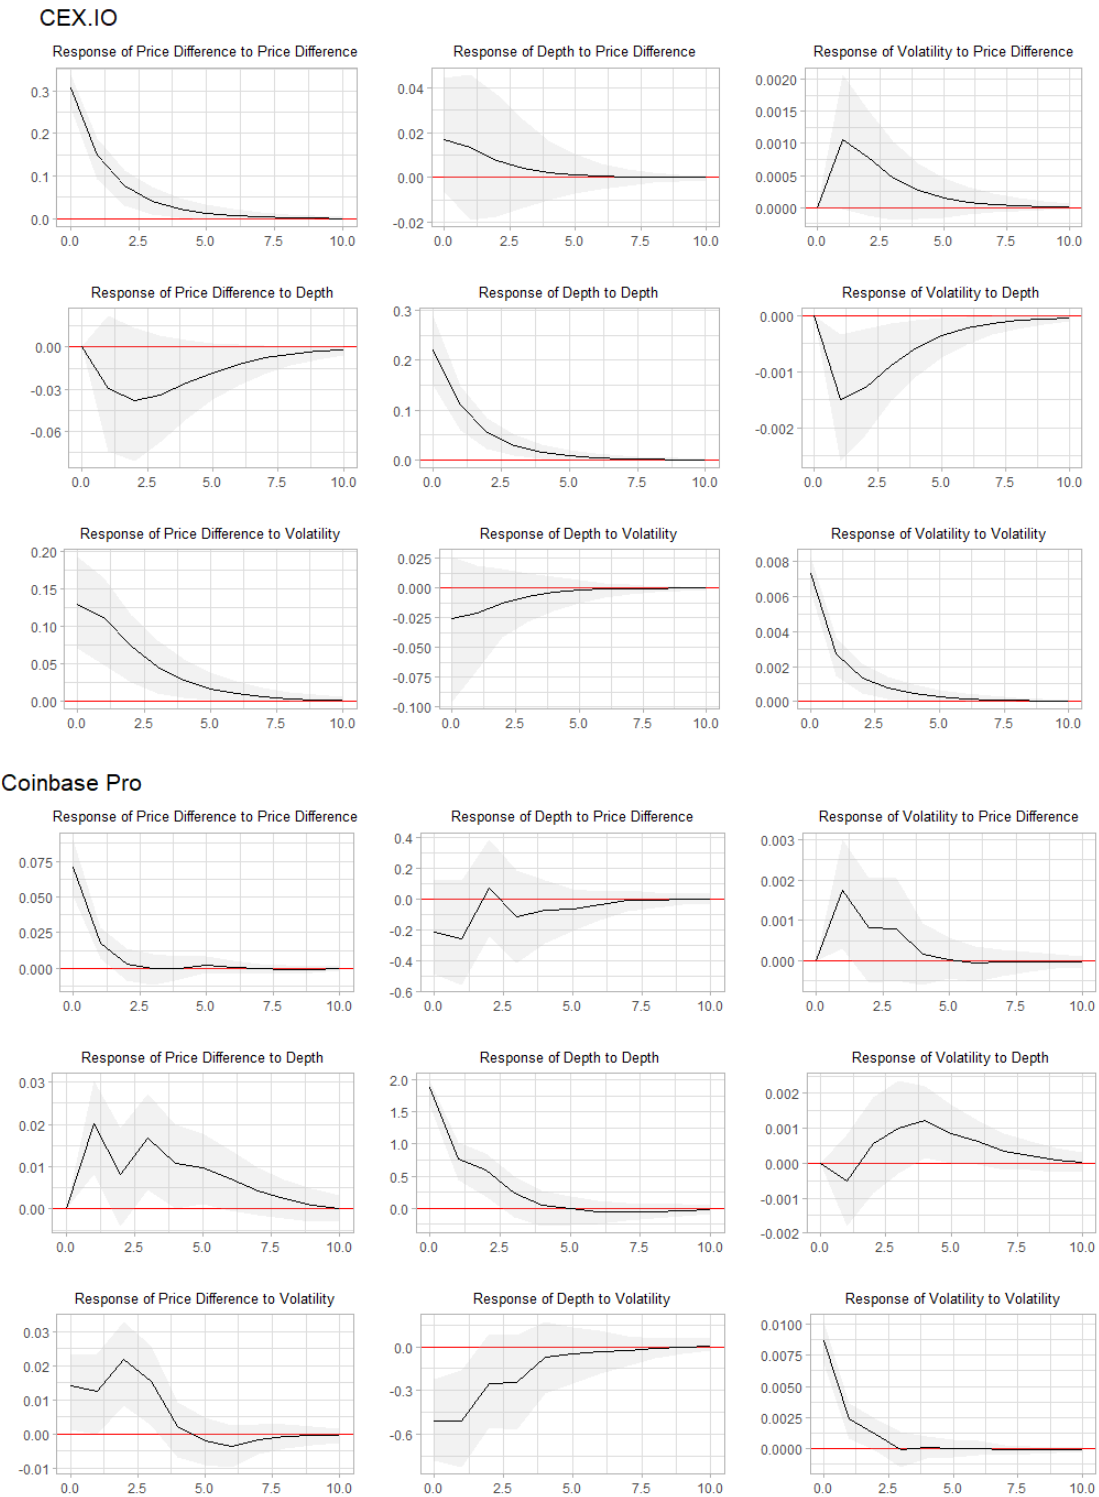 CEX.IO
Response of Price Difference to Price Difference
Response of Depth to Price Difference
Response of Volatility to Price Difference
0.3
0.2
0.1
0.0
0.0 2.5 5.0 7.5 10.0
0.04
0.02
0.00
-0.02
0.0 2.5 5.0 7.5 10.0
0.0020
0.0010
0.0005
0.0000
0.0 2.5 5.0 7.5 10.0
Response of Price Difference to Depth
Response of Depth to Depth
Response of Volatility to Depth
0.00
-0.03
-0.06
0.0 2.5 5.0 7.5 10.0
0.3
0.2
0.1
0.0
0.0 2.5 5.0 7.5 10.0
0.000
-0.001
-0.002
0.0 2.5 5.0 7.5 10.0
Response of Price Difference to Volatility
Response of Depth to Volatility
Response of Volatility to Volatility
0.20
0.15
0.10
0.05
0.00
0.0 2.5 5.0 7.5 10.0
0.025
0.000
-0.025
-0.050
-0.075
-0.100
0.0 2.5 5.0 7.5 10.0
0.008
0.006
0.004
0.002
0.000
0.0 2.5 5.0 7.5 10.0
Coinbase Pro
Response of Price Difference to Price Difference
Response of Depth to Price Difference
Response of Volatility to Price Difference
0.075
0.050
0.025
0.000
0.0 2.5 5.0 7.5 10.0
0.4
0.2
0.0
-0.2
-0.4
-0.6
0.0 2.5 5.0 7.5 10.0
0.003
0.002
0.001
0.000
0.0 2.5 5.0 7.5 10.0
Response of Price Difference to Depth
Response of Depth to Depth
Response of Volatility to Depth
0.03
0.02
0.01
0.00
0.0 2.5 5.0 7.5 10.0
2.0
1.5
1.0
0.5
0.0
0.0 2.5 5.0 7.5 10.0
0.002
0.001
0.000
-0.001
-0.002
0.0 2.5 5.0 7.5 10.0
Response of Price Difference to Volatility
Response of Depth to Volatility
Response of Volatility to Volatility
0.03
0.02
0.01
0.00
-0.01
0.0 2.5 5.0 7.5 10.0
0.0
-0.3
-0.6
0.0 2.5 5.0 7.5 10.0
0.0100
0.0075
0.0050
0.0025
0.0000
0.0 2.5 5.0 7.5 10.0